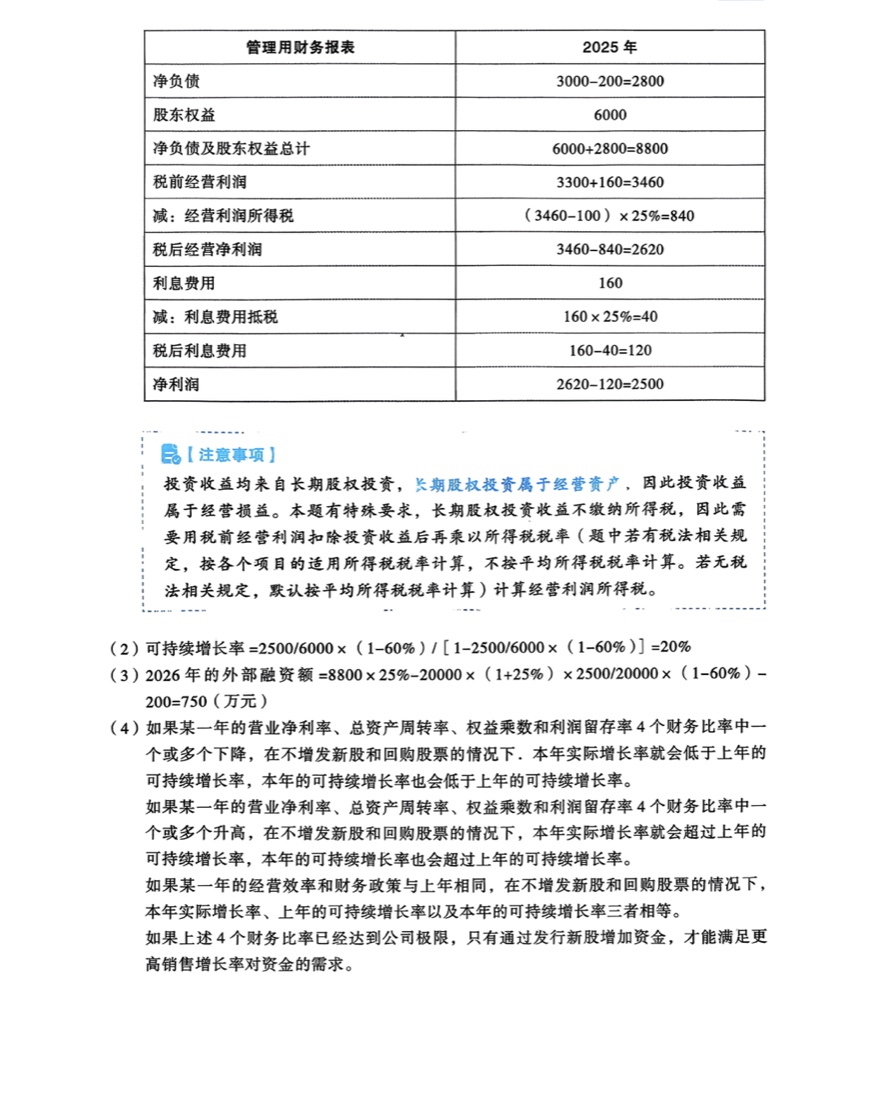 管理用财务报表 2025 年
净负债 3000-200=2800
股东权益 6000
净负债及股东权益总计 6000+2800=8800
税前经营利润 3300+160=3460
减：经营利润所得税 （3460-100）×25%=840
税后经营净利润 3460-840=2620
利息费用 160
减：利息费用抵税 160×25%=40
税后利息费用 160-40=120
净利润 2620-120=2500
【注意事项】
投资收益均来自长期股权投资，长期股权投资属于经营资产，因此投资收益
属于经营损益。本题有特殊要求，长期股权投资收益不缴纳所得税，因此需
要用税前经营利润扣除投资收益后再乘以所得税税率（题中若有税法相关规
定，按各个项目的适用所得税税率计算，不按平均所得税税率计算。若无税
法相关规定，默认按平均所得税税率计算）计算经营利润所得税。
（2）可持续增长率 =2500/6000×（1-60%）/［1-2500/6000×（1-60%）］=20%
（3）2026 年的外部融资额 =8800×25%-20000×（1+25%）×2500/20000×（1-60%）-
200=750（万元）
（4）如果某一年的营业净利率、总资产周转率、权益乘数和利润留存率 4 个财务比率中一
个或多个下降，在不增发新股和回购股票的情况下．本年实际增长率就会低于上年的
可持续增长率，本年的可持续增长率也会低于上年的可持续增长率。
如果某一年的营业净利率、总资产周转率、权益乘数和利润留存率 4 个财务比率中一
个或多个升高，在不增发新股和回购股票的情况下，本年实际增长率就会超过上年的
可持续增长率，本年的可持续增长率也会超过上年的可持续增长率。
如果某一年的经营效率和财务政策与上年相同，在不增发新股和回购股票的情况下，
本年实际增长率、上年的可持续增长率以及本年的可持续增长率三者相等。
如果上述 4 个财务比率已经达到公司极限，只有通过发行新股增加资金，才能满足更
高销售增长率对资金的需求。